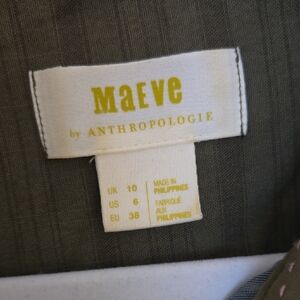 MaEve
by ANTHROPOLOGIE
UK 10
US 6
EU 38
MADE IN
PHILIPPINES
FABRIQUÉ
AUX
PHILIPPINES